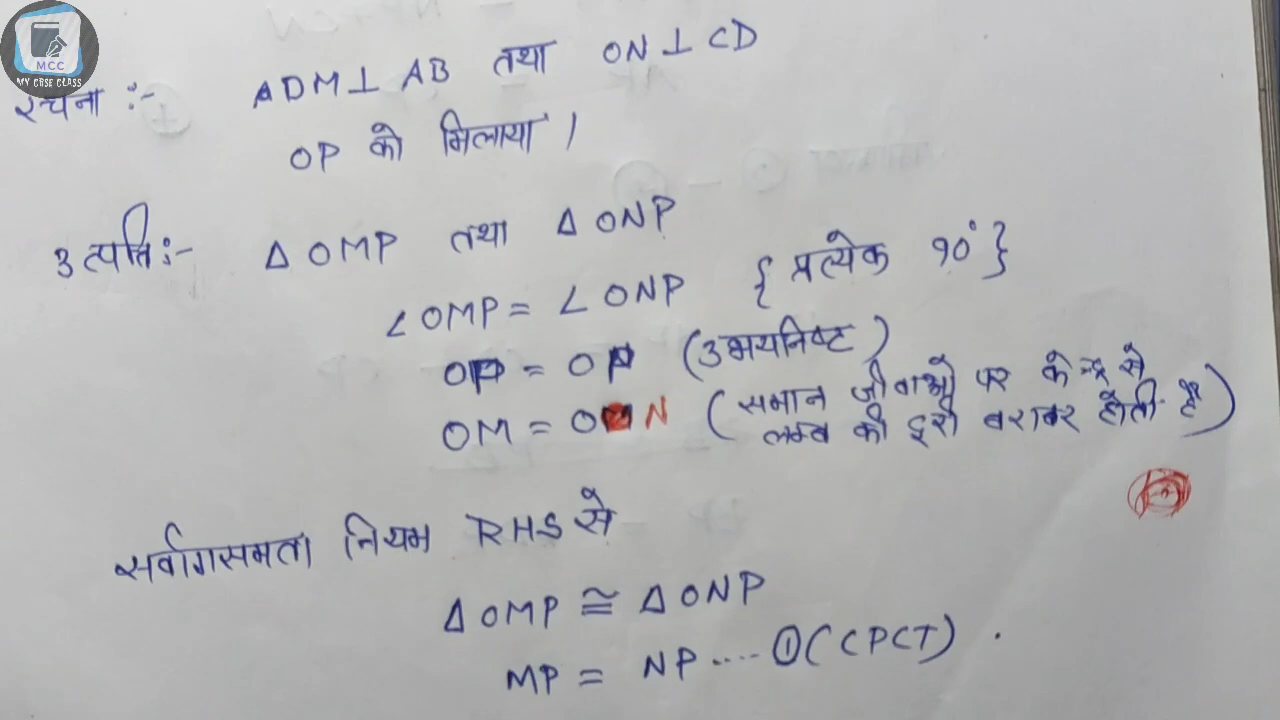 MCC
MY CBSE CLASS
रचना :- ADM⊥ AB तथा ON⊥CD
OP को मिलाया।
उत्पत्ति:- Δ OMP तथा Δ ONP
∠OMP = ∠ONP {प्रत्येक 90°}
OP = OP (उभयनिष्ट)
OM = O N (समान जीवाओ पर केन्द्र से
लम्ब की दुरी बराबर होती है)
सर्वागसमता नियम RHS से
Δ OMP ≅ Δ ONP
MP = NP .... ① (CPCT) .